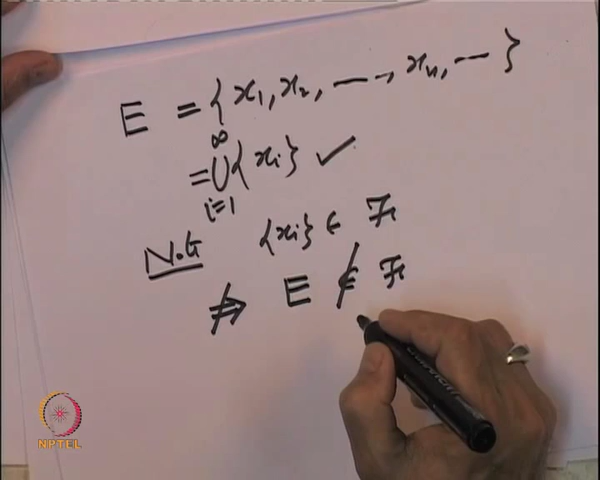 E = { x₁, x₂, —, xₙ, — }
= ∞ ⋃ i=1 {xᵢ} ✓
Note {xᵢ} ∈ ℱ
⇏ E ∉ ℱ
NPTEL